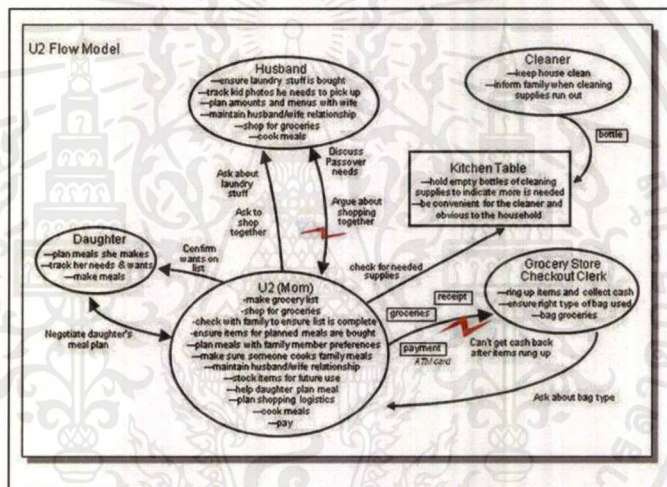 U2 Flow Model
Husband
—ensure laundry stuff is bought
—track kid photos he needs to pick up
—plan amounts and menus with wife
—maintain husband/wife relationship
—shop for groceries
—cook meals
Cleaner
—keep house clean
—inform family when cleaning
supplies run out
bottle
Kitchen Table
—hold empty bottles of cleaning
supplies to indicate more is needed
—be convenient for the cleaner and
obvious to the household
Ask about
laundry
stuff
Ask to
shop
together
Discuss
Passover
needs
Argue about
shopping
together
Daughter
—plan meals she makes
—track her needs & wants
—make meals
Confirm
wants on
list
Negotiate daughter's
meal plan
check for needed
supplies
U2 (Mom)
-make grocery list
-shop for groceries
-check with family to ensure list is complete
-ensure items for planned meals are bought
—plan meals with family member preferences
—make sure someone cooks family meals
—maintain husband/wife relationship
—stock items for future use
—help daughter plan meal
—plan shopping logistics
—cook meals
—pay
Grocery Store
Checkout Clerk
—ring up items and collect cash
—ensure right type of bag used
—bag groceries
receipt
groceries
payment
ATM card
Can't get cash back
after items rung up
Ask about bag type